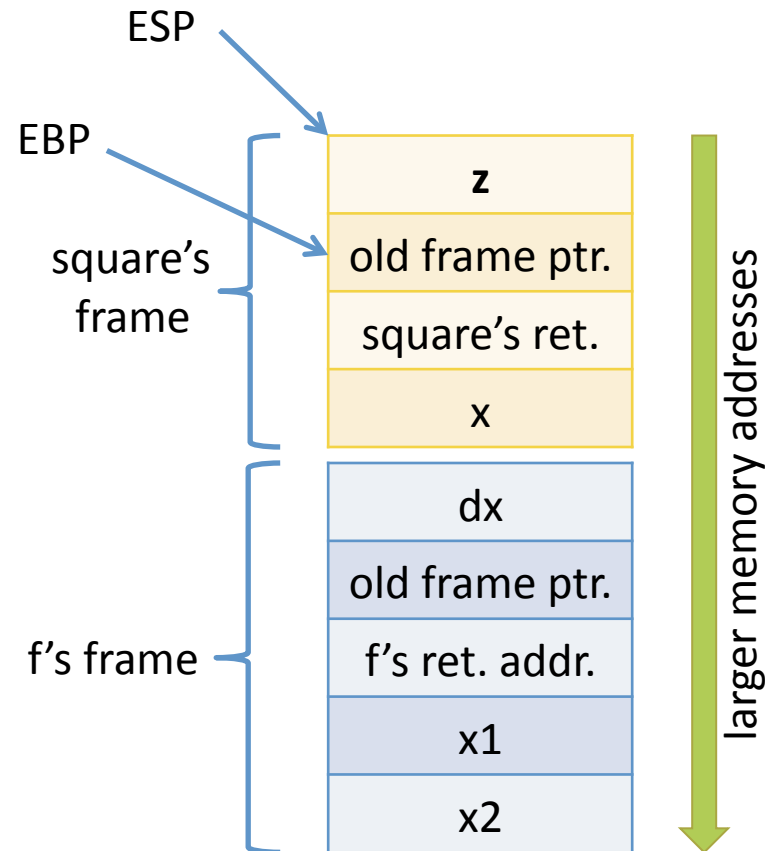 ESP
EBP
z
old frame ptr.
square’s ret.
x
square’s
frame
dx
old frame ptr.
f’s ret. addr.
x1
x2
f’s frame
larger memory addresses